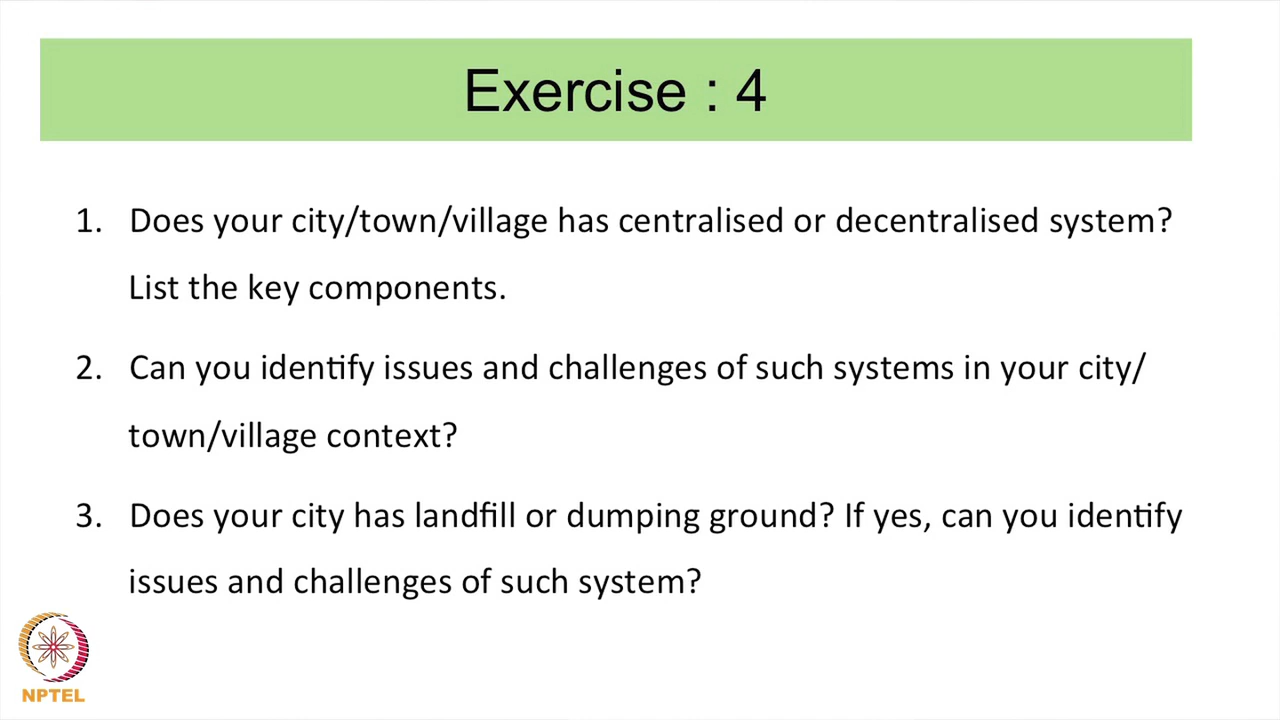 Exercise : 4
1. Does your city/town/village has centralised or decentralised system?
List the key components.
2. Can you identify issues and challenges of such systems in your city/
town/village context?
3. Does your city has landfill or dumping ground? If yes, can you identify
issues and challenges of such system?
NPTEL